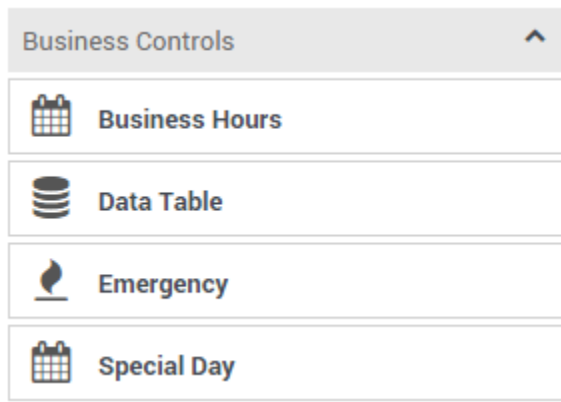 Business Controls
Business Hours
Data Table
Emergency
Special Day